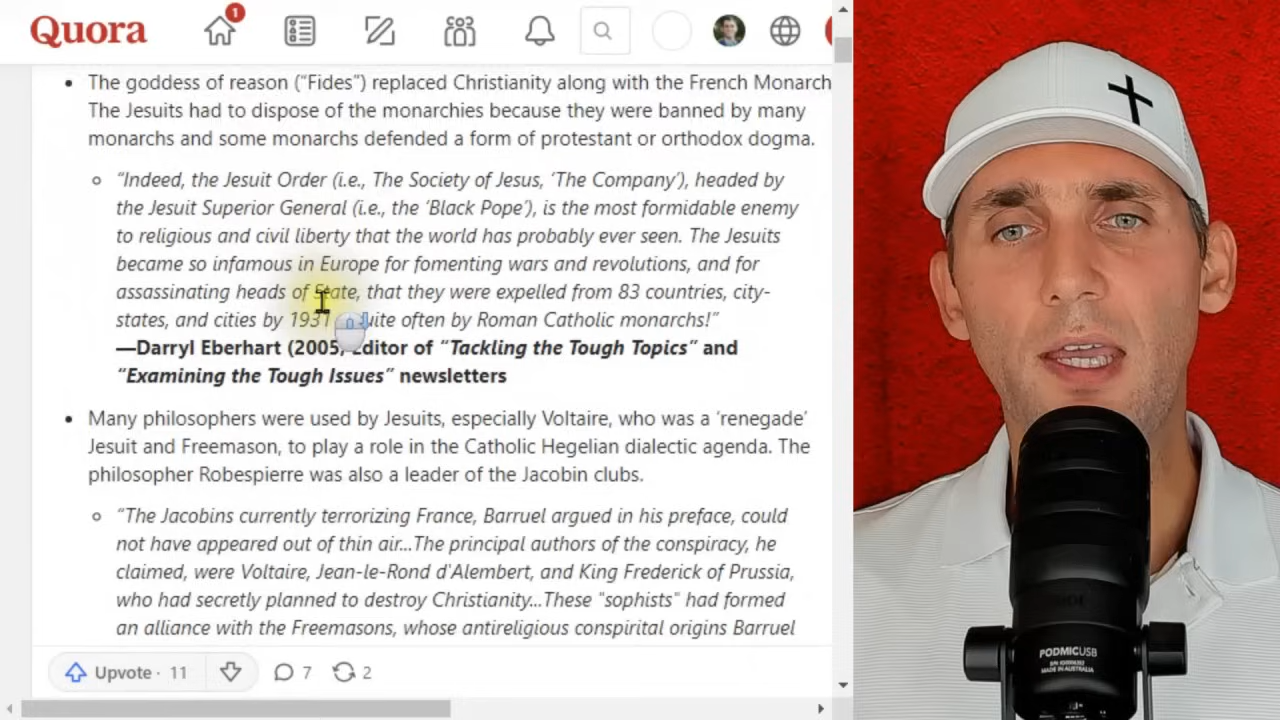 Quora
1
The goddess of reason (“Fides”) replaced Christianity along with the French Monarch
The Jesuits had to dispose of the monarchies because they were banned by many
monarchs and some monarchs defended a form of protestant or orthodox dogma.
“Indeed, the Jesuit Order (i.e., The Society of Jesus, ‘The Company’), headed by
the Jesuit Superior General (i.e., the ‘Black Pope’), is the most formidable enemy
to religious and civil liberty that the world has probably ever seen. The Jesuits
became so infamous in Europe for fomenting wars and revolutions, and for
assassinating heads of State, that they were expelled from 83 countries, city-
states, and cities by 1931 quite often by Roman Catholic monarchs!”
—Darryl Eberhart (2005) Editor of “Tackling the Tough Topics” and
“Examining the Tough Issues” newsletters
Many philosophers were used by Jesuits, especially Voltaire, who was a ‘renegade’
Jesuit and Freemason, to play a role in the Catholic Hegelian dialectic agenda. The
philosopher Robespierre was also a leader of the Jacobin clubs.
“The Jacobins currently terrorizing France, Barruel argued in his preface, could
not have appeared out of thin air...The principal authors of the conspiracy, he
claimed, were Voltaire, Jean-le-Rond d'Alembert, and King Frederick of Prussia,
who had secretly planned to destroy Christianity...These "sophists" had formed
an alliance with the Freemasons, whose antireligious conspirital origins Barruel
Upvote · 11
7
2
PODMICUSB
MADE IN AUSTRALIA